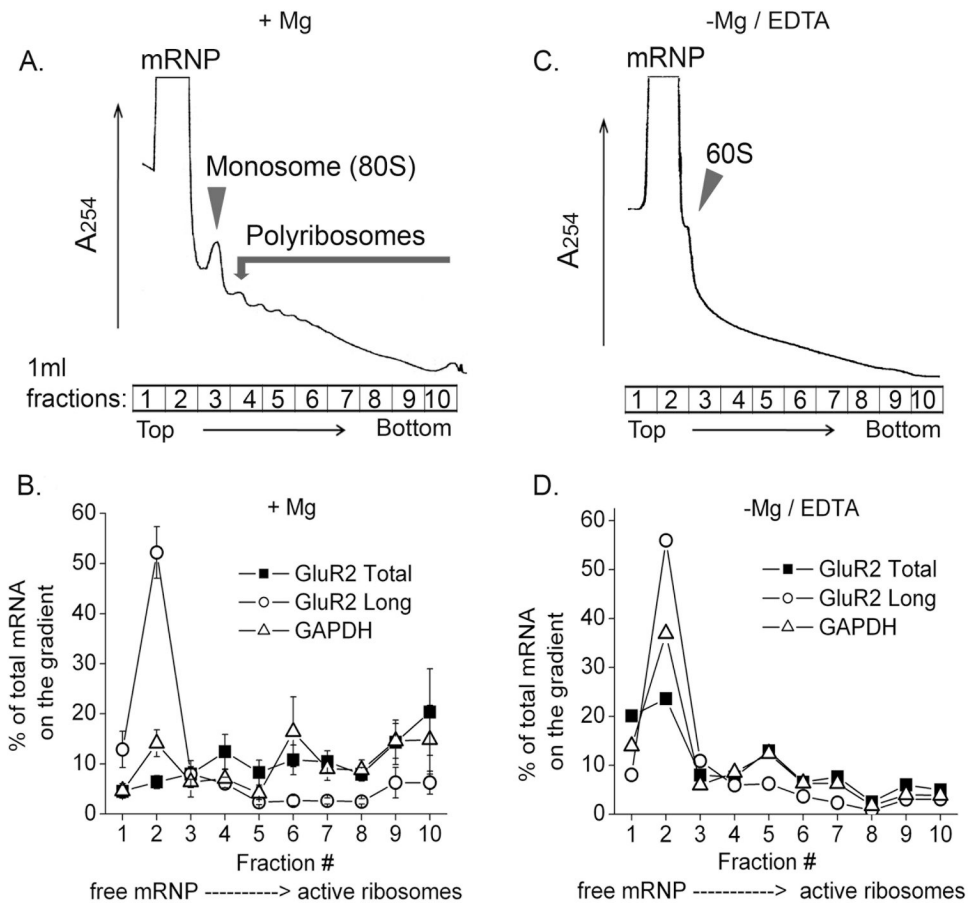 + Mg
A.
mRNP
Monosome (80S)
Polyribosomes
A254
1ml
fractions: 1 2 3 4 5 6 7 8 9 10
Top Bottom
-Mg / EDTA
C.
mRNP
60S
A254
1 2 3 4 5 6 7 8 9 10
Top Bottom
B.
+ Mg
% of total mRNA
on the gradient
60
50
40
30
20
10
0
GluR2 Total
GluR2 Long
GAPDH
1 2 3 4 5 6 7 8 9 10
Fraction #
free mRNP ----------> active ribosomes
D.
-Mg / EDTA
% of total mRNA
on the gradient
60
50
40
30
20
10
0
GluR2 Total
GluR2 Long
GAPDH
1 2 3 4 5 6 7 8 9 10
Fraction #
free mRNP ----------> active ribosomes